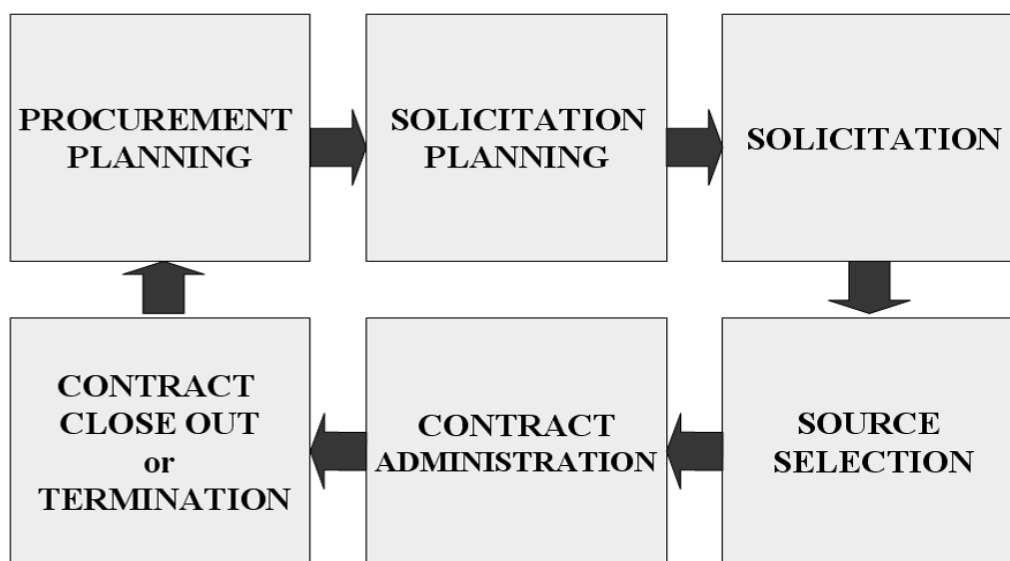 PROCUREMENT
PLANNING
SOLICITATION
PLANNING
SOLICITATION
SOURCE
SELECTION
CONTRACT
ADMINISTRATION
CONTRACT
CLOSE OUT
or
TERMINATION